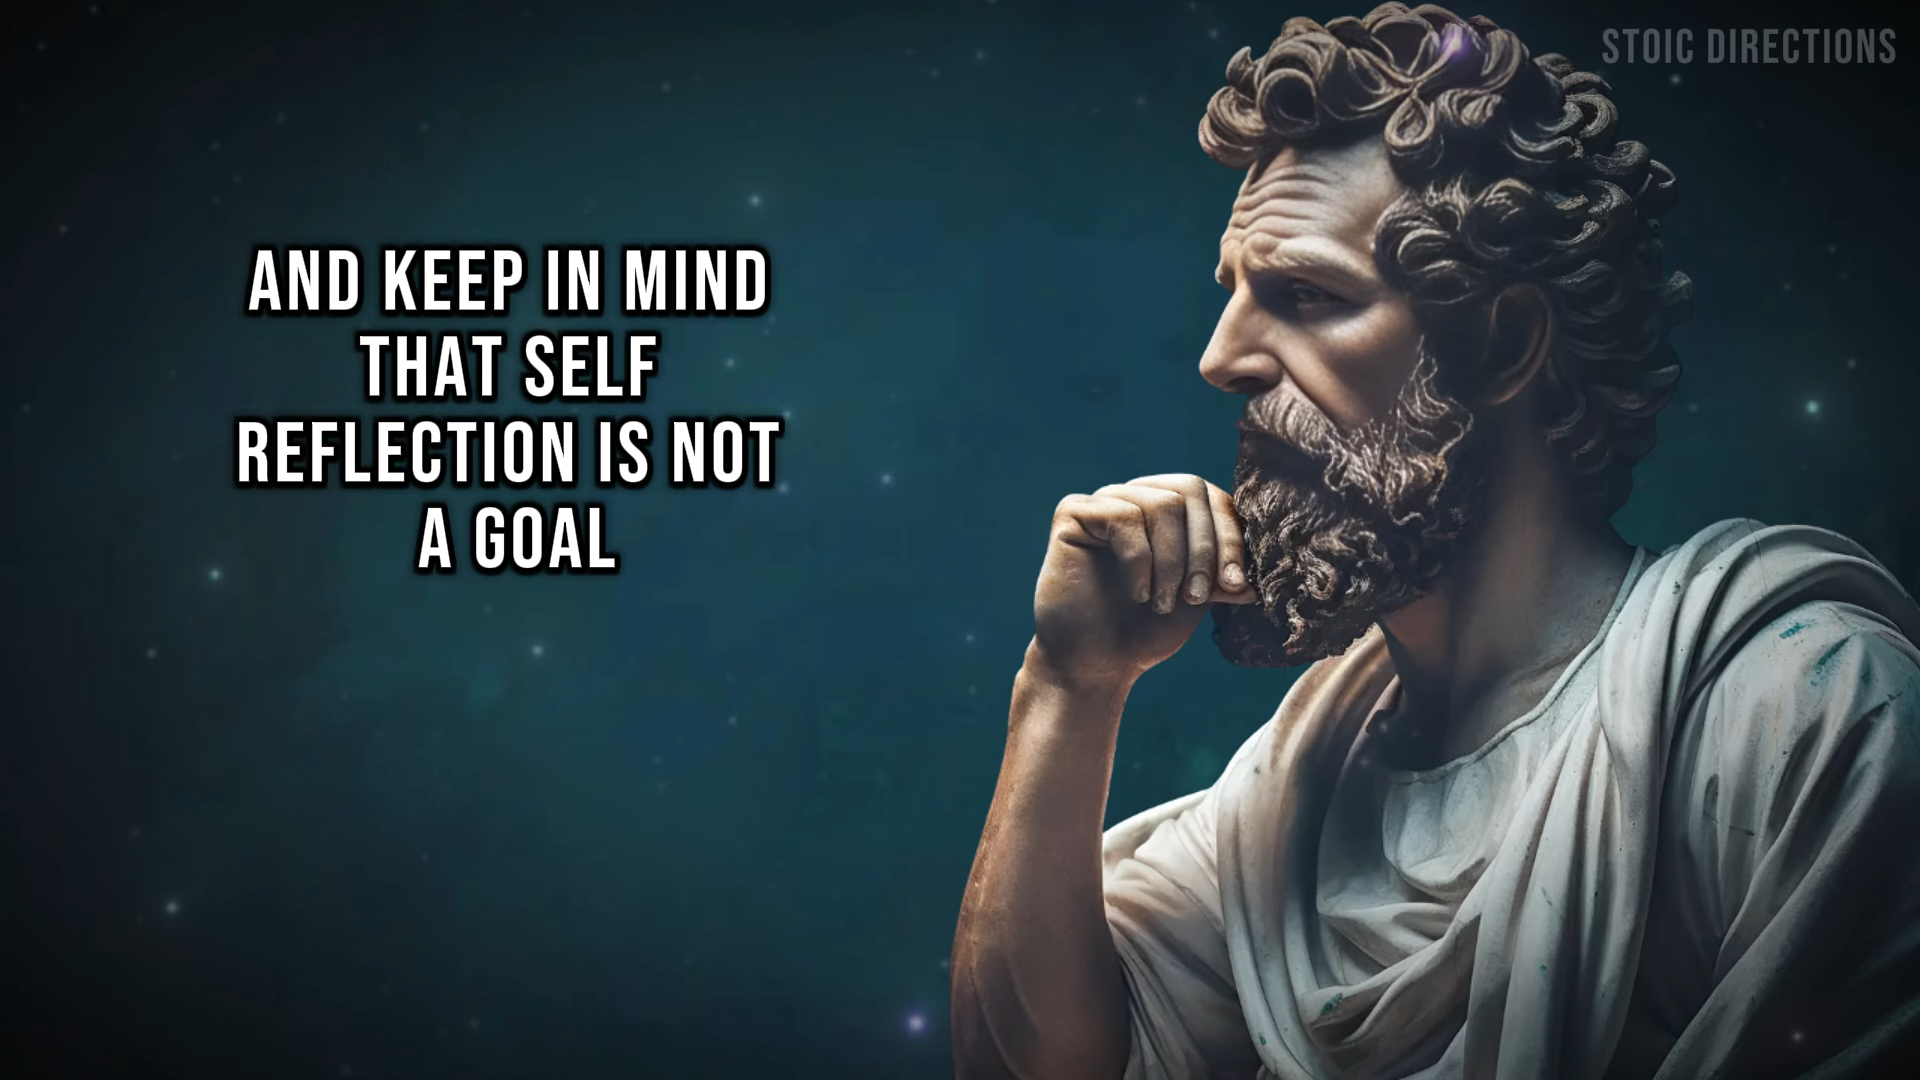 STOIC DIRECTIONS
AND KEEP IN MIND
THAT SELF
REFLECTION IS NOT
A GOAL